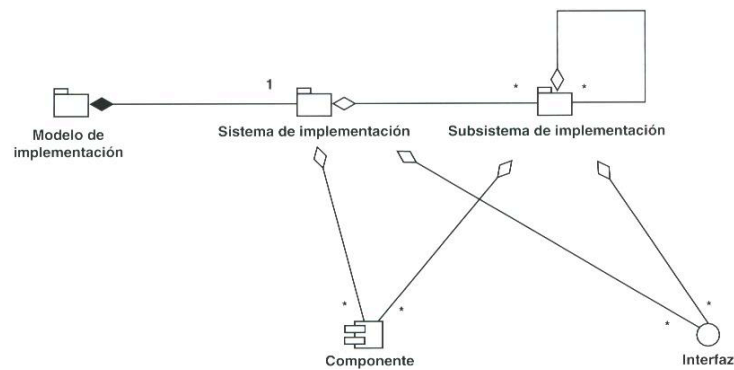 1
*
*
Modelo de
implementación
Sistema de implementación
Subsistema de implementación
*
*
*
*
Componente
Interfaz